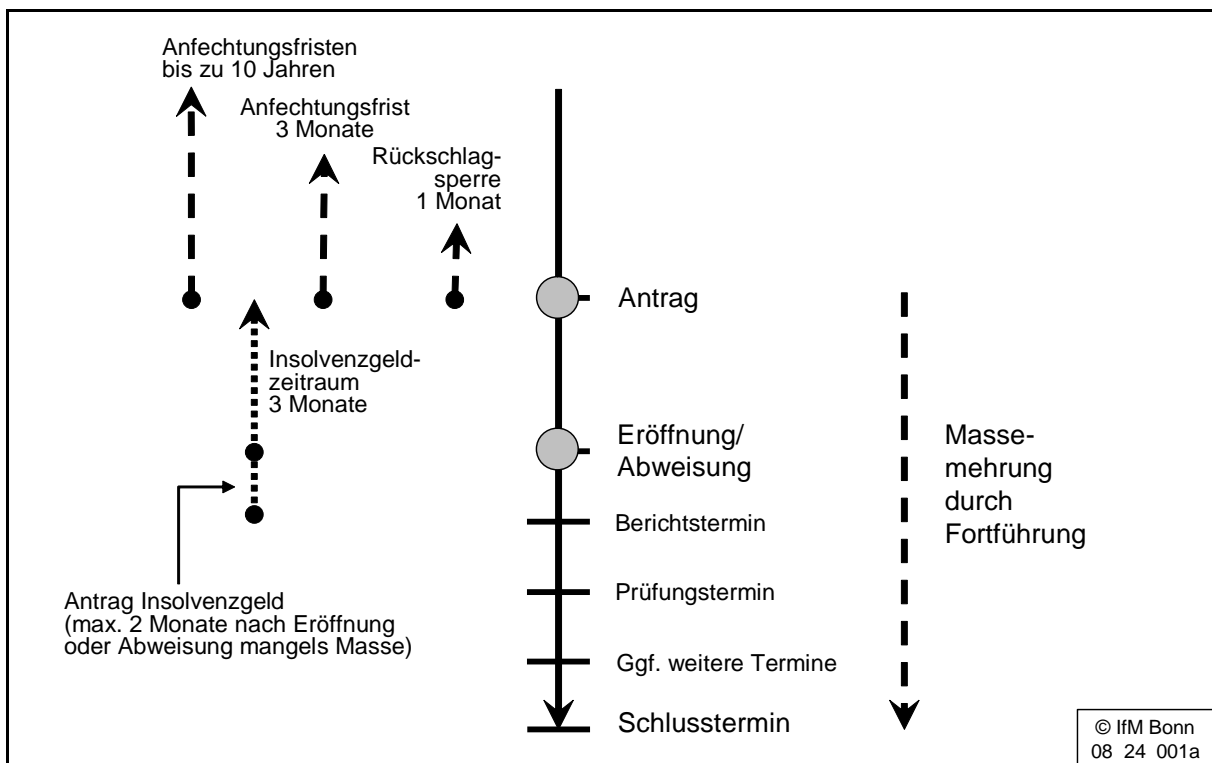 Anfechtungsfristen
bis zu 10 Jahren
Anfechtungsfrist
3 Monate
Rückschlag-
sperre
1 Monat
Antrag
Insolvenzgeld-
zeitraum
3 Monate
Eröffnung/
Abweisung
Masse-
mehrung
durch
Fortführung
Berichtstermin
Prüfungstermin
Antrag Insolvenzgeld
(max. 2 Monate nach Eröffnung
oder Abweisung mangels Masse)
Ggf. weitere Termine
Schlusstermin
© IfM Bonn
08 24 001a